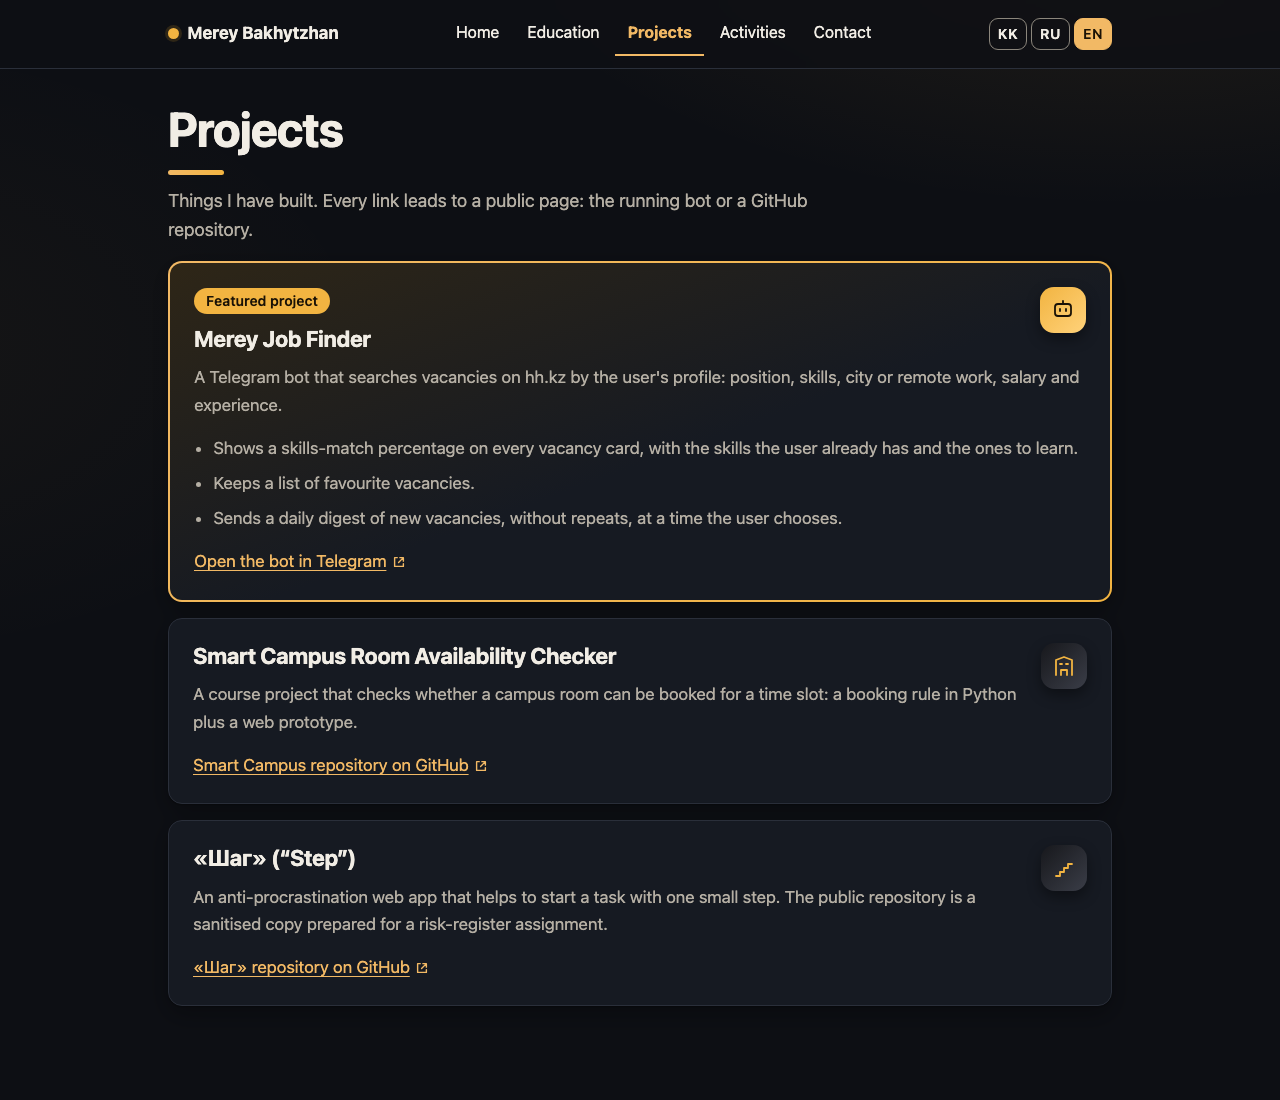 Merey Bakhytzhan
Home Education Projects Activities Contact
KK RU EN
Projects
Things I have built. Every link leads to a public page: the running bot or a GitHub
repository.
Featured project
Merey Job Finder
A Telegram bot that searches vacancies on hh.kz by the user's profile: position, skills, city or remote work, salary and
experience.
• Shows a skills-match percentage on every vacancy card, with the skills the user already has and the ones to learn.
• Keeps a list of favourite vacancies.
• Sends a daily digest of new vacancies, without repeats, at a time the user chooses.
Open the bot in Telegram
Smart Campus Room Availability Checker
A course project that checks whether a campus room can be booked for a time slot: a booking rule in Python
plus a web prototype.
Smart Campus repository on GitHub
«Шаг» (“Step”)
An anti-procrastination web app that helps to start a task with one small step. The public repository is a
sanitised copy prepared for a risk-register assignment.
«Шаг» repository on GitHub